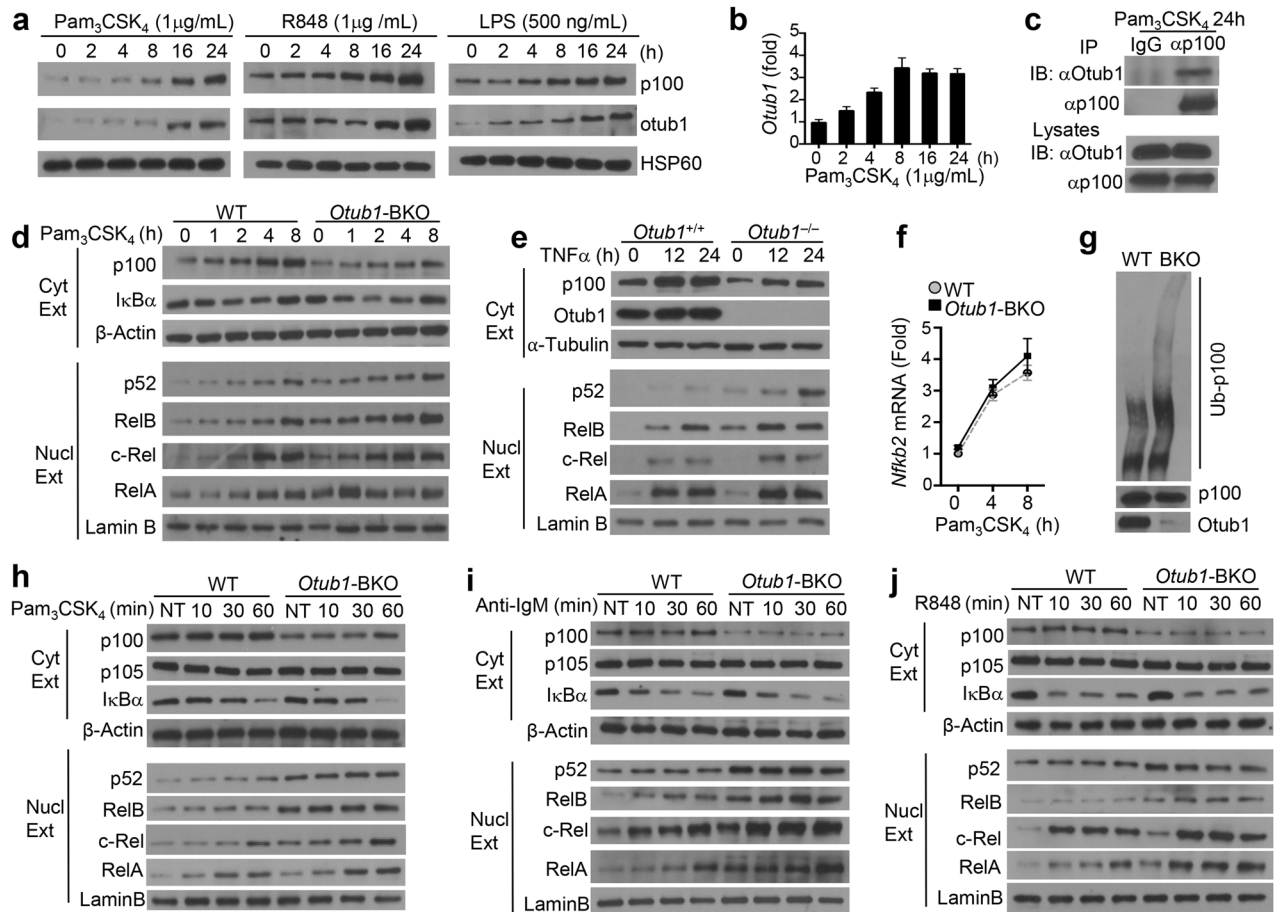 a
Pam3CSK4 (1μg/mL) R848 (1μg /mL) LPS (500 ng/mL)
0 2 4 8 16 24 0 2 4 8 16 24 0 2 4 8 16 24 (h)
p100
otub1
HSP60
b
Otub1 (fold)
5
4
3
2
1
0
0 2 4 8 16 24 (h)
Pam3CSK4 (1μg/mL)
c
Pam3CSK4 24h
IP IgG αp100
IB: αOtub1
αp100
Lysates
IB: αOtub1
αp100
d
WT Otub1-BKO
Pam3CSK4 (h) 0 1 2 4 8 0 1 2 4 8
Cyt Ext
p100
IκBα
β-Actin
Nucl Ext
p52
RelB
c-Rel
RelA
Lamin B
e
Otub1+/+ Otub1–/–
TNFα (h) 0 12 24 0 12 24
Cyt Ext
p100
Otub1
α-Tubulin
Nucl Ext
p52
RelB
c-Rel
RelA
Lamin B
f
WT
Otub1-BKO
Nfkb2 mRNA (Fold)
5
4
3
2
1
0
0 4 8
Pam3CSK4 (h)
g
WT BKO
Ub-p100
p100
Otub1
h
WT Otub1-BKO
Pam3CSK4 (min) NT 10 30 60 NT 10 30 60
Cyt Ext
p100
p105
IκBα
β-Actin
Nucl Ext
p52
RelB
c-Rel
RelA
LaminB
i
WT Otub1-BKO
Anti-IgM (min) NT 10 30 60 NT 10 30 60
Cyt Ext
p100
p105
IκBα
β-Actin
Nucl Ext
p52
RelB
c-Rel
RelA
LaminB
j
WT Otub1-BKO
R848 (min) NT 10 30 60 NT 10 30 60
Cyt Ext
p100
p105
IκBα
β-Actin
Nucl Ext
p52
RelB
c-Rel
RelA
LaminB